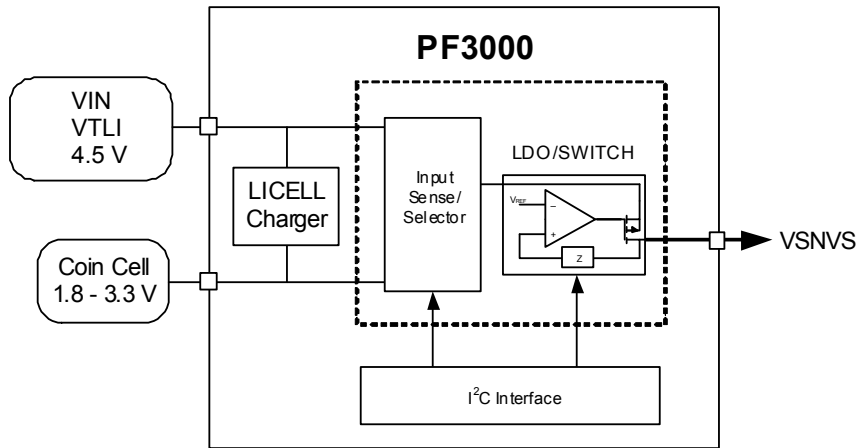 PF3000
VIN
VTLI
4.5 V
LICELL
Charger
Coin Cell
1.8 - 3.3 V
Input
Sense/
Selector
LDO/SWITCH
VREF
–
+
Z
VSNVS
I²C Interface